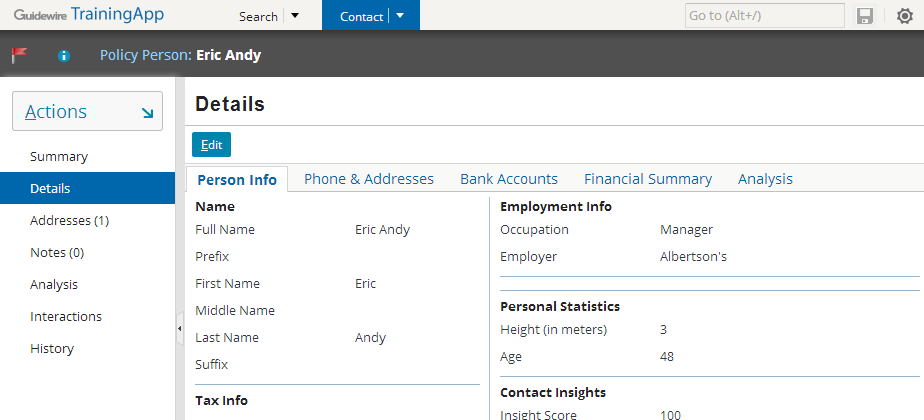 Guidewire TrainingApp Search Contact Go to (Alt+/)
Policy Person: Eric Andy
Actions
Summary
Details
Addresses (1)
Notes (0)
Analysis
Interactions
History
Details
Edit
Person Info Phone & Addresses Bank Accounts Financial Summary Analysis
Name
Full Name Eric Andy
Prefix
First Name Eric
Middle Name
Last Name Andy
Suffix
Tax Info
Employment Info
Occupation Manager
Employer Albertson's
Personal Statistics
Height (in meters) 3
Age 48
Contact Insights
Insight Score 100